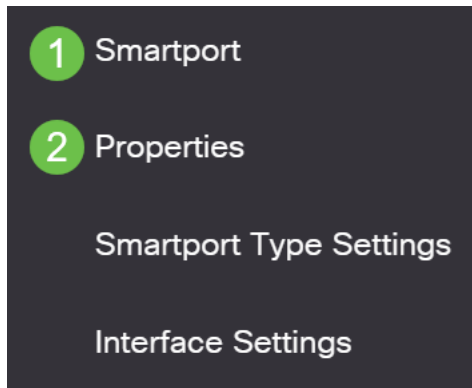 1 Smartport
2 Properties
Smartport Type Settings
Interface Settings